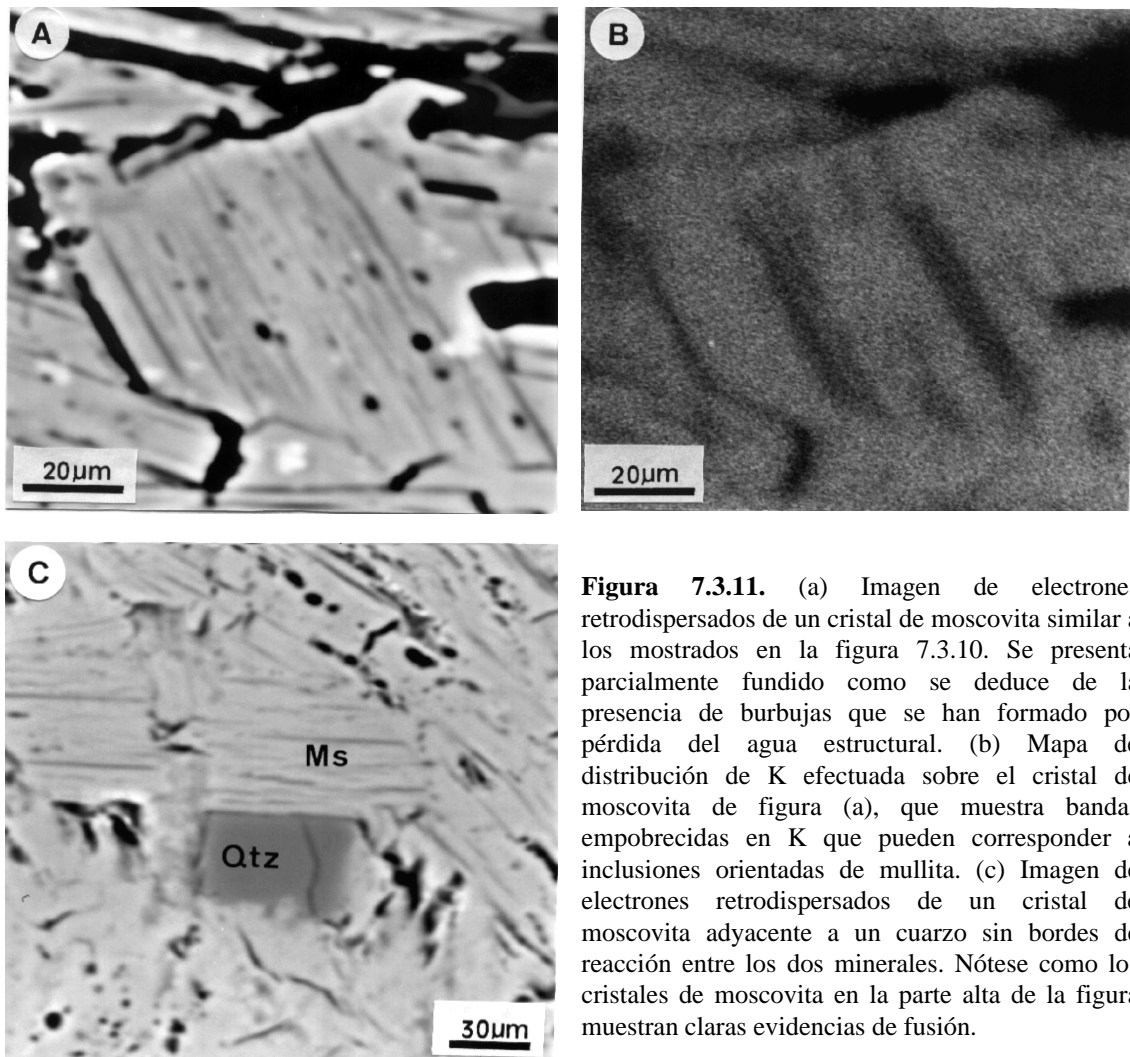 A
20µm
B
20µm
C
Ms
Qtz
30µm
Figura 7.3.11. (a) Imagen de electrone
retrodispersados de un cristal de moscovita similar a
los mostrados en la figura 7.3.10. Se presenta
parcialmente fundido como se deduce de la
presencia de burbujas que se han formado po
pérdida del agua estructural. (b) Mapa de
distribución de K efectuada sobre el cristal de
moscovita de figura (a), que muestra banda
empobrecidas en K que pueden corresponder a
inclusiones orientadas de mullita. (c) Imagen de
electrones retrodispersados de un cristal de
moscovita adyacente a un cuarzo sin bordes de
reacción entre los dos minerales. Nótese como lo
cristales de moscovita en la parte alta de la figura
muestran claras evidencias de fusión.